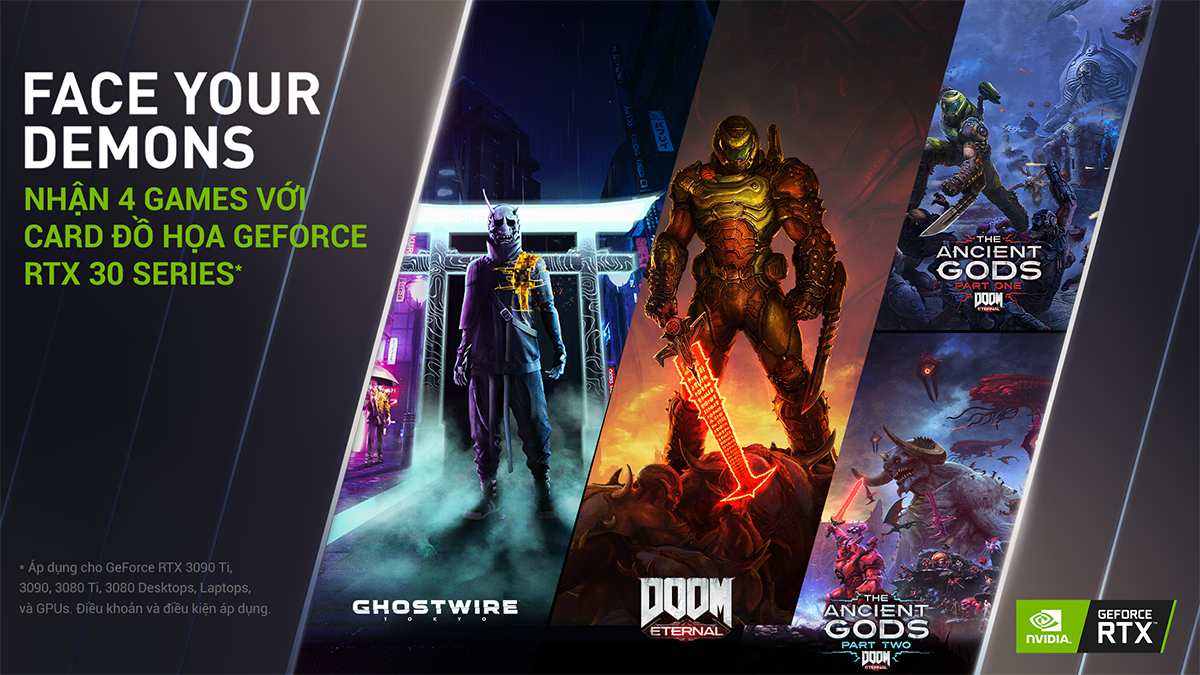 FACE YOUR
DEMONS
NHẬN 4 GAMES VỚI
CARD ĐỒ HỌA GEFORCE
RTX 30 SERIES*
* Áp dụng cho GeForce RTX 3090 Ti,
3090, 3080 Ti, 3080 Desktops, Laptops,
và GPUs. Điều khoản và điều kiện áp dụng.
GHOSTWIRE
TOKYO
DOOM
ETERNAL
THE
ANCIENT
GODS
PART ONE
DOOM
ETERNAL
THE
ANCIENT
GODS
PART TWO
DOOM
ETERNAL
NVIDIA.
GEFORCE
RTX™